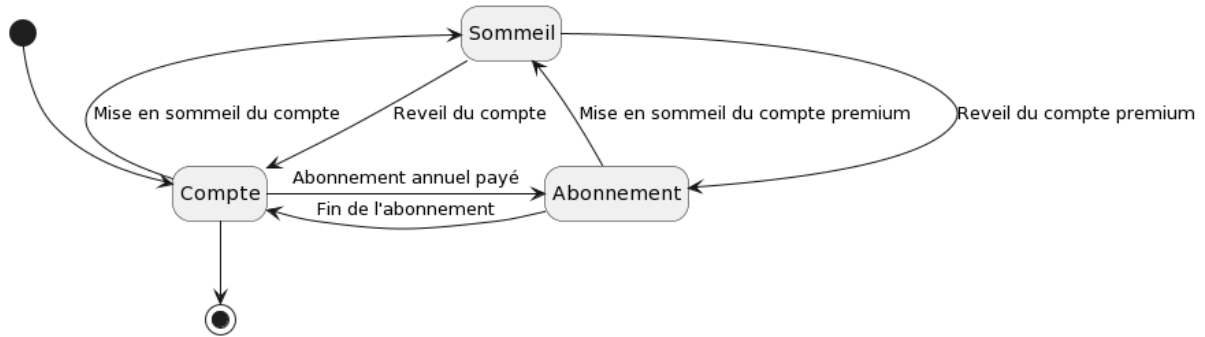 Sommeil
Mise en sommeil du compte
Reveil du compte
Mise en sommeil du compte premium
Reveil du compte premium
Abonnement annuel payé
Compte
Abonnement
Fin de l'abonnement